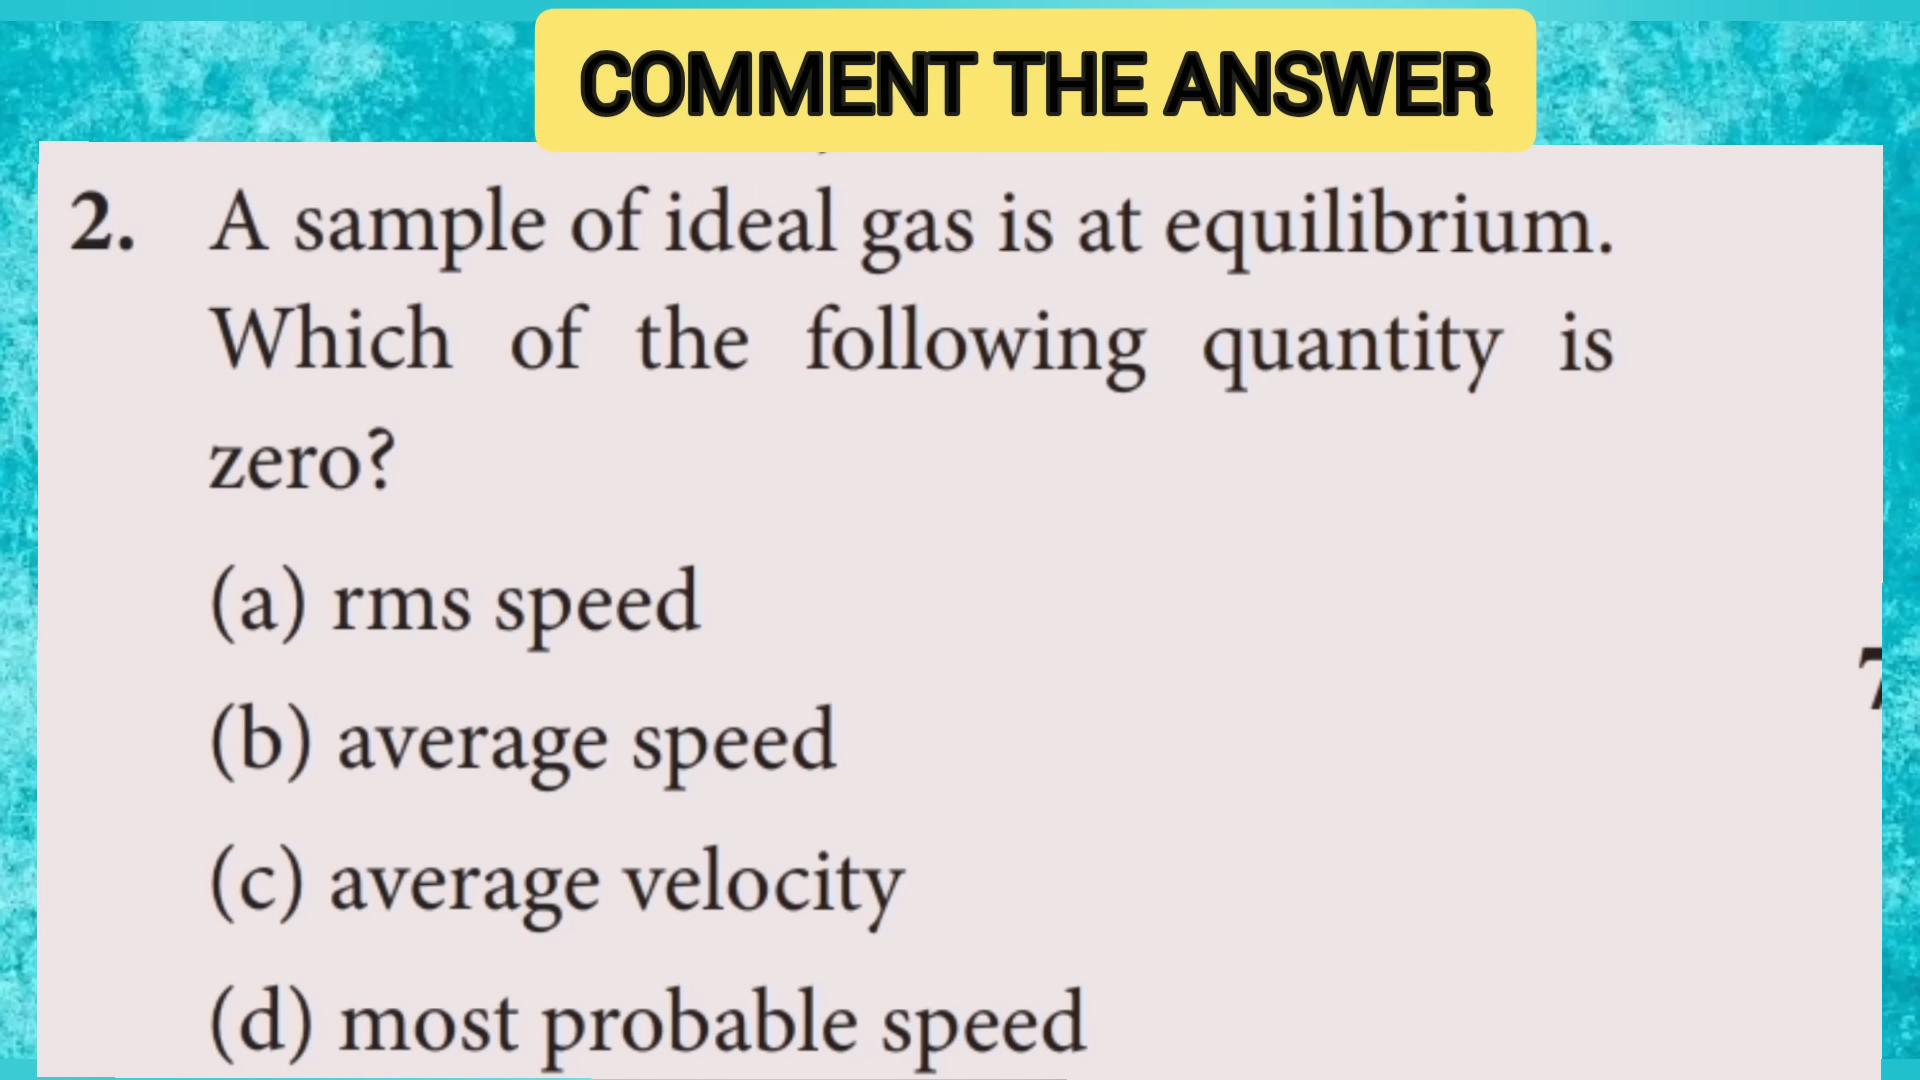 COMMENT THE ANSWER
2. A sample of ideal gas is at equilibrium.
Which of the following quantity is
zero?
(a) rms speed
7
(b) average speed
(c) average velocity
(d) most probable speed